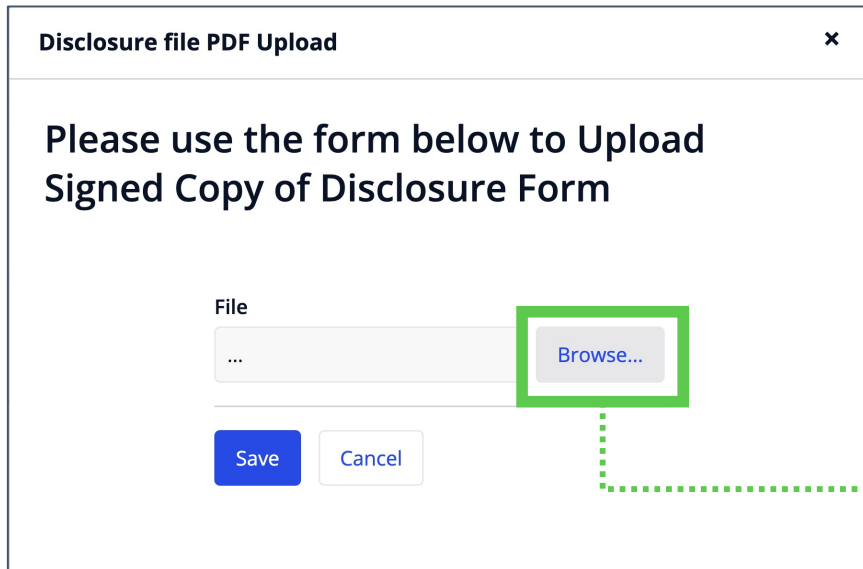 Disclosure file PDF Upload ×
Please use the form below to Upload
Signed Copy of Disclosure Form
File
... Browse...
Save Cancel